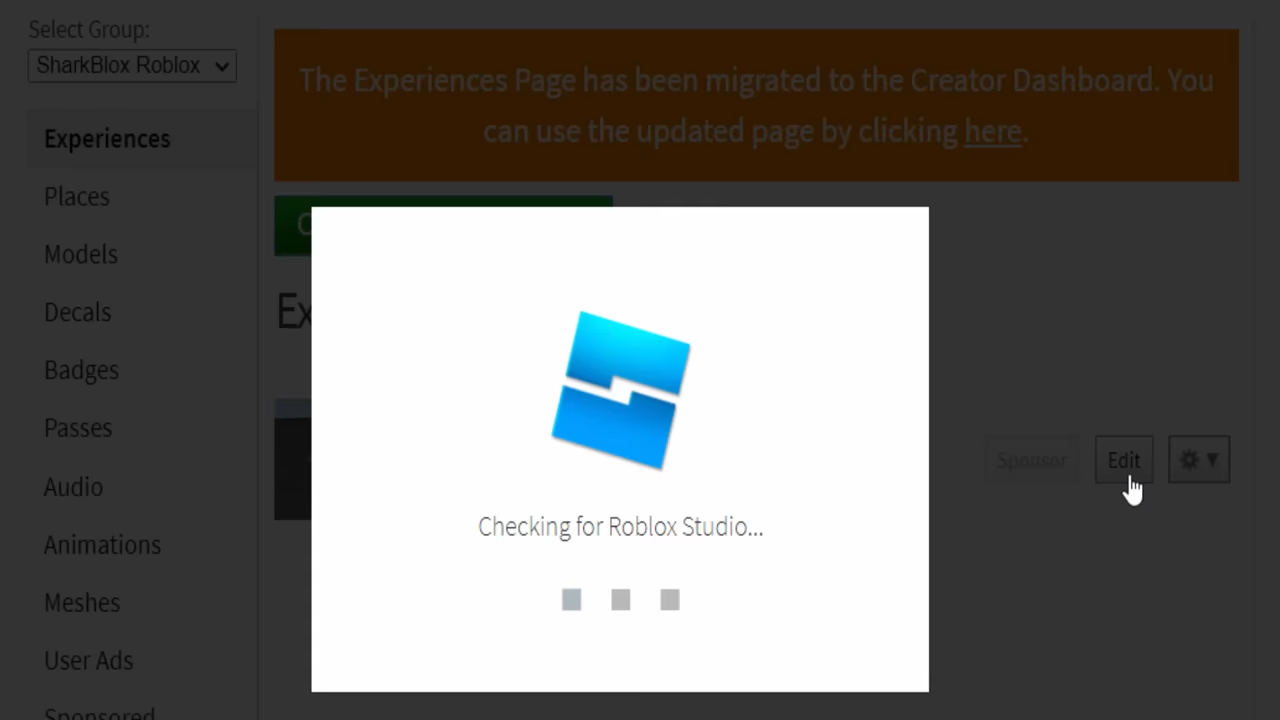 Select Group:
SharkBlox Roblox
The Experiences Page has been migrated to the Creator Dashboard. You
can use the updated page by clicking here.
Experiences
Places
Models
Decals
Badges
Passes
Audio
Animations
Meshes
User Ads
Sponsored
Checking for Roblox Studio...
Sponsor
Edit